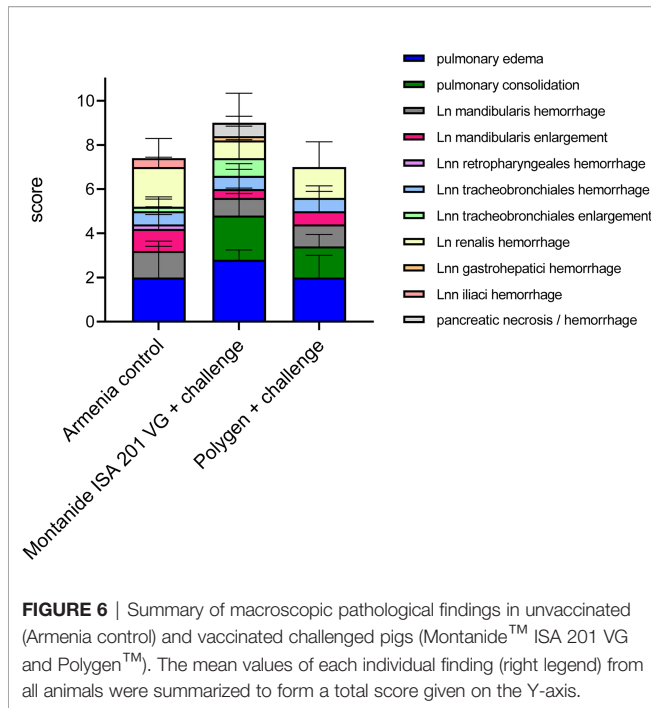 pulmonary edema
pulmonary consolidation
Ln mandibularis hemorrhage
Ln mandibularis enlargement
Lnn retropharyngeales hemorrhage
Lnn tracheobronchiales hemorrhage
Lnn tracheobronchiales enlargement
Ln renalis hemorrhage
Lnn gastrohepatici hemorrhage
Lnn iliaci hemorrhage
pancreatic necrosis / hemorrhage
score
10
8
6
4
2
0
Armenia control
Montanide ISA 201 VG + challenge
Polygen + challenge
FIGURE 6 | Summary of macroscopic pathological findings in unvaccinated
(Armenia control) and vaccinated challenged pigs (Montanide™ ISA 201 VG
and Polygen™). The mean values of each individual finding (right legend) from
all animals were summarized to form a total score given on the Y-axis.